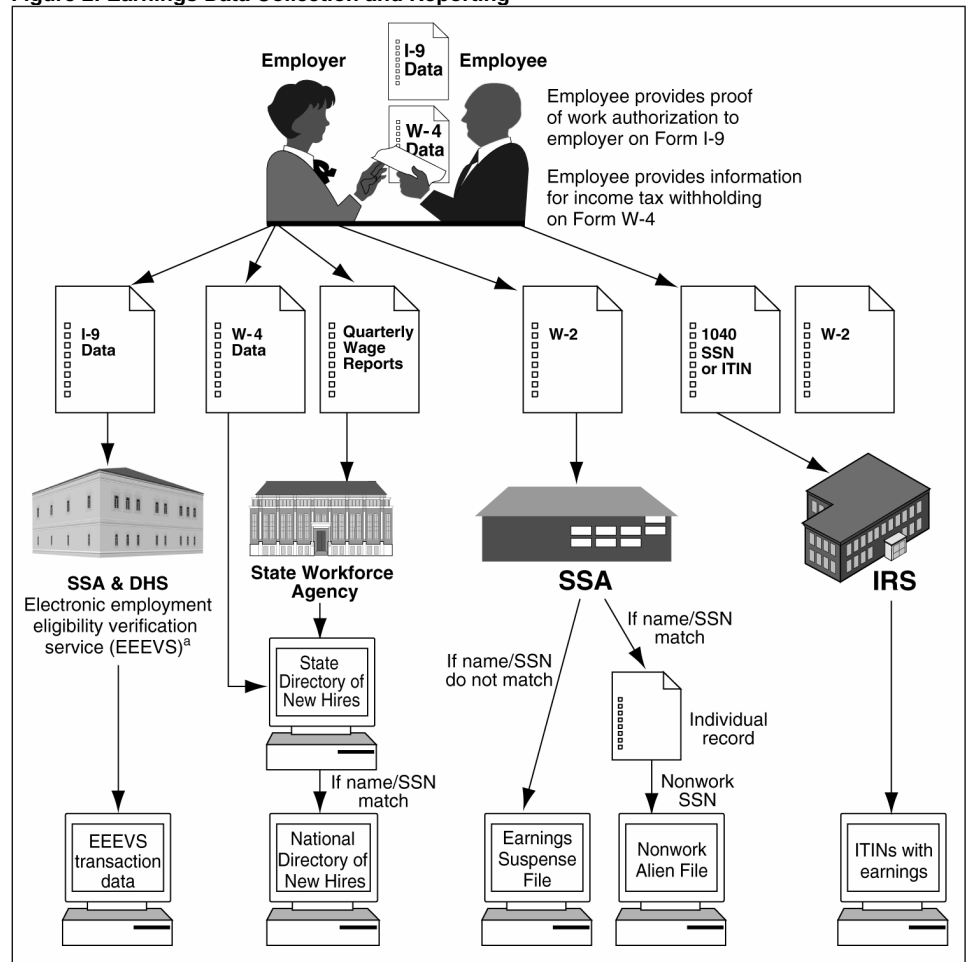 Figure 2: Earnings Data Collection and Reporting
Employer
I-9
Data
Employee
W-4
Data
Employee provides proof
of work authorization to
employer on Form I-9
Employee provides information
for income tax withholding
on Form W-4
I-9
Data
W-4
Data
Quarterly
Wage
Reports
W-2
1040
SSN
or ITIN
W-2
SSA & DHS
Electronic employment
eligibility verification
service (EEEVS)a
State Workforce
Agency
SSA
IRS
State
Directory of
New Hires
If name/SSN
do not match
If name/SSN
match
Individual
record
If name/SSN
match
Nonwork
SSN
EEEVS
transaction
data
National
Directory of
New Hires
Earnings
Suspense
File
Nonwork
Alien File
ITINs with
earnings